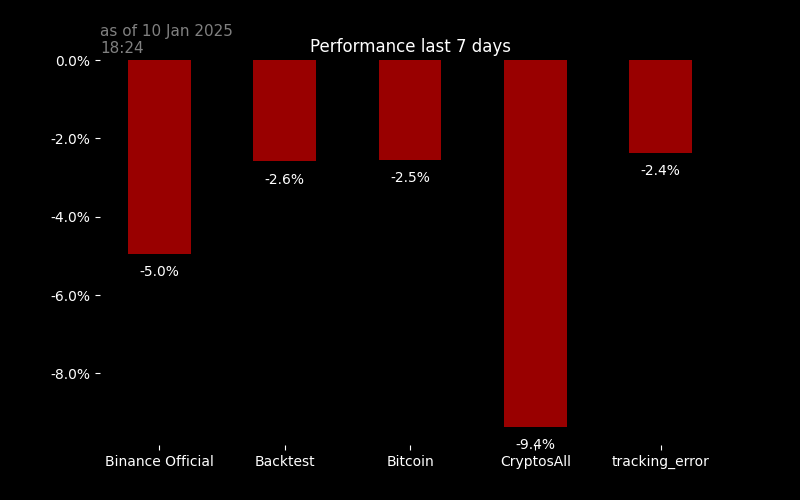 as of 10 Jan 2025
18:24
Performance last 7 days
0.0%
-2.0%
-4.0%
-6.0%
-8.0%
-5.0%
-2.6%
-2.5%
-9.4%
-2.4%
Binance Official
Backtest
Bitcoin
CryptosAll
tracking_error